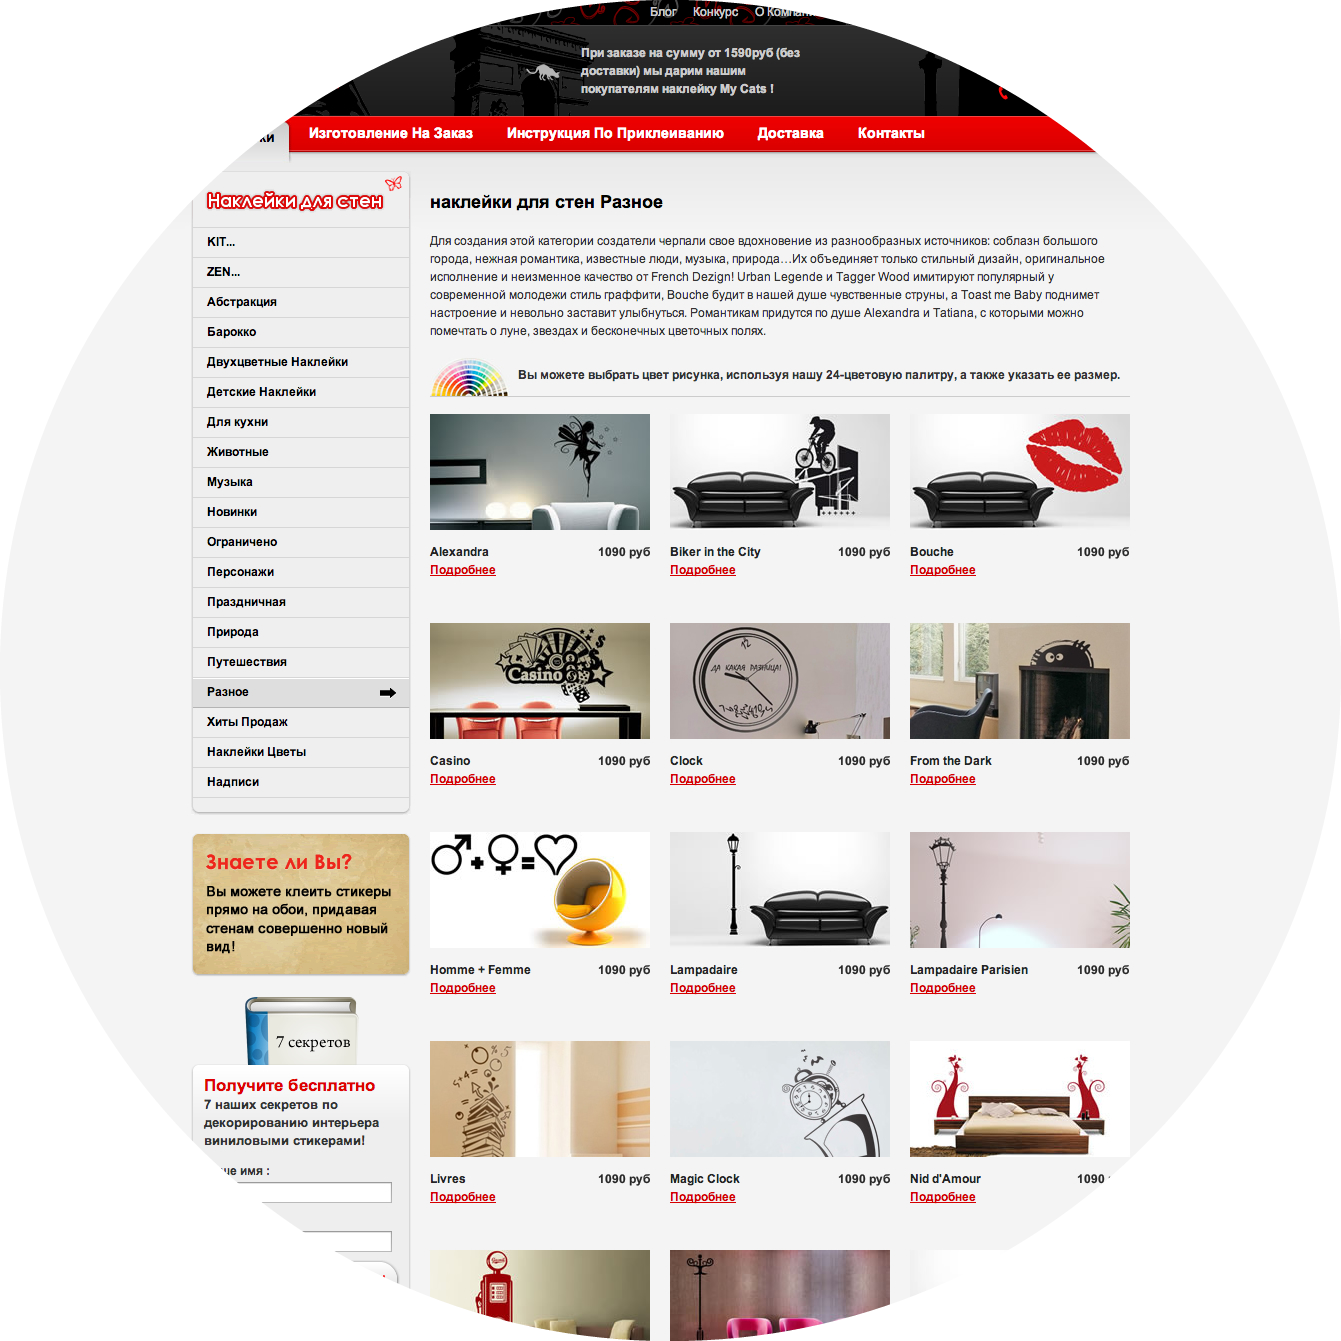 Блог Конкурс О
При заказе на сумму от 1590руб (без
доставки) мы дарим нашим
покупателям наклейку My Cats !
Изготовление На Заказ Инструкция По Приклеиванию Доставка Контакты
Наклейки для стен
KIT...
ZEN...
Абстракция
Барокко
Двухцветные Наклейки
Детские Наклейки
Для кухни
Животные
Музыка
Новинки
Ограничено
Персонажи
Праздничная
Природа
Путешествия
Разное
Хиты Продаж
Наклейки Цветы
Надписи
Знаете ли Вы?
Вы можете клеить стикеры
прямо на обои, придавая
стенам совершенно новый
вид!
7 секретов
Получите бесплатно
7 наших секретов по
декорированию интерьера
виниловыми стикерами!
имя :
наклейки для стен Разное
Для создания этой категории создатели черпали свое вдохновение из разнообразных источников: соблазн большого
города, нежная романтика, известные люди, музыка, природа…Их объединяет только стильный дизайн, оригинальное
исполнение и неизменное качество от French Dezign! Urban Legende и Tagger Wood имитируют популярный у
современной молодежи стиль граффити, Bouche будит в нашей душе чувственные струны, а Toast me Baby поднимет
настроение и невольно заставит улыбнуться. Романтикам придутся по душе Alexandra и Tatiana, с которыми можно
помечтать о луне, звездах и бесконечных цветочных полях.
Вы можете выбрать цвет рисунка, используя нашу 24-цветовую палитру, а также указать ее размер.
Alexandra 1090 руб
Подробнее
Biker in the City 1090 руб
Подробнее
Bouche 1090 руб
Подробнее
Casino
12
ДА КАКАЯ РАЗНИЦА!
Casino 1090 руб
Подробнее
Clock 1090 руб
Подробнее
From the Dark 1090 руб
Подробнее
Homme + Femme 1090 руб
Подробнее
Lampadaire 1090 руб
Подробнее
Lampadaire Parisien 1090 руб
Подробнее
Livres 1090 руб
Подробнее
Magic Clock 1090 руб
Подробнее
Nid d'Amour 1090
Подробнее